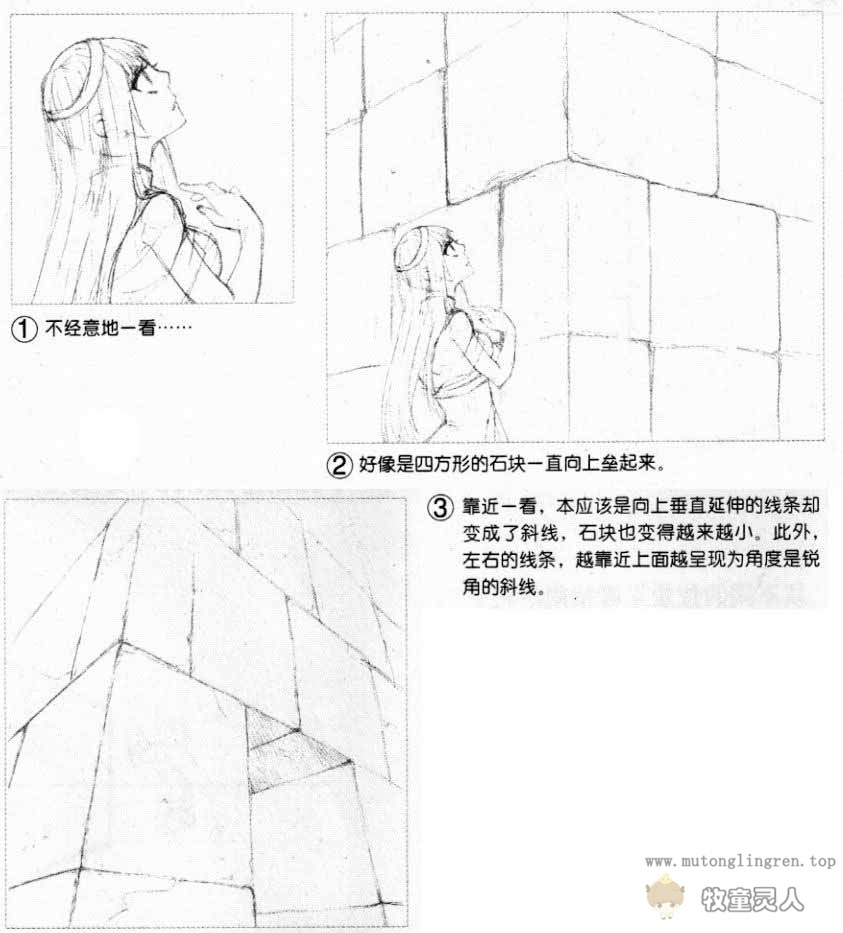 ① 不经意地一看……
② 好像是四方形的石块一直向上垒起来。
③ 靠近一看，本应该是向上垂直延伸的线条却
变成了斜线，石块也变得越来越小。此外，
左右的线条，越靠近上面越呈现为角度是锐
角的斜线。
www.mutonglingren.top
牧童灵人